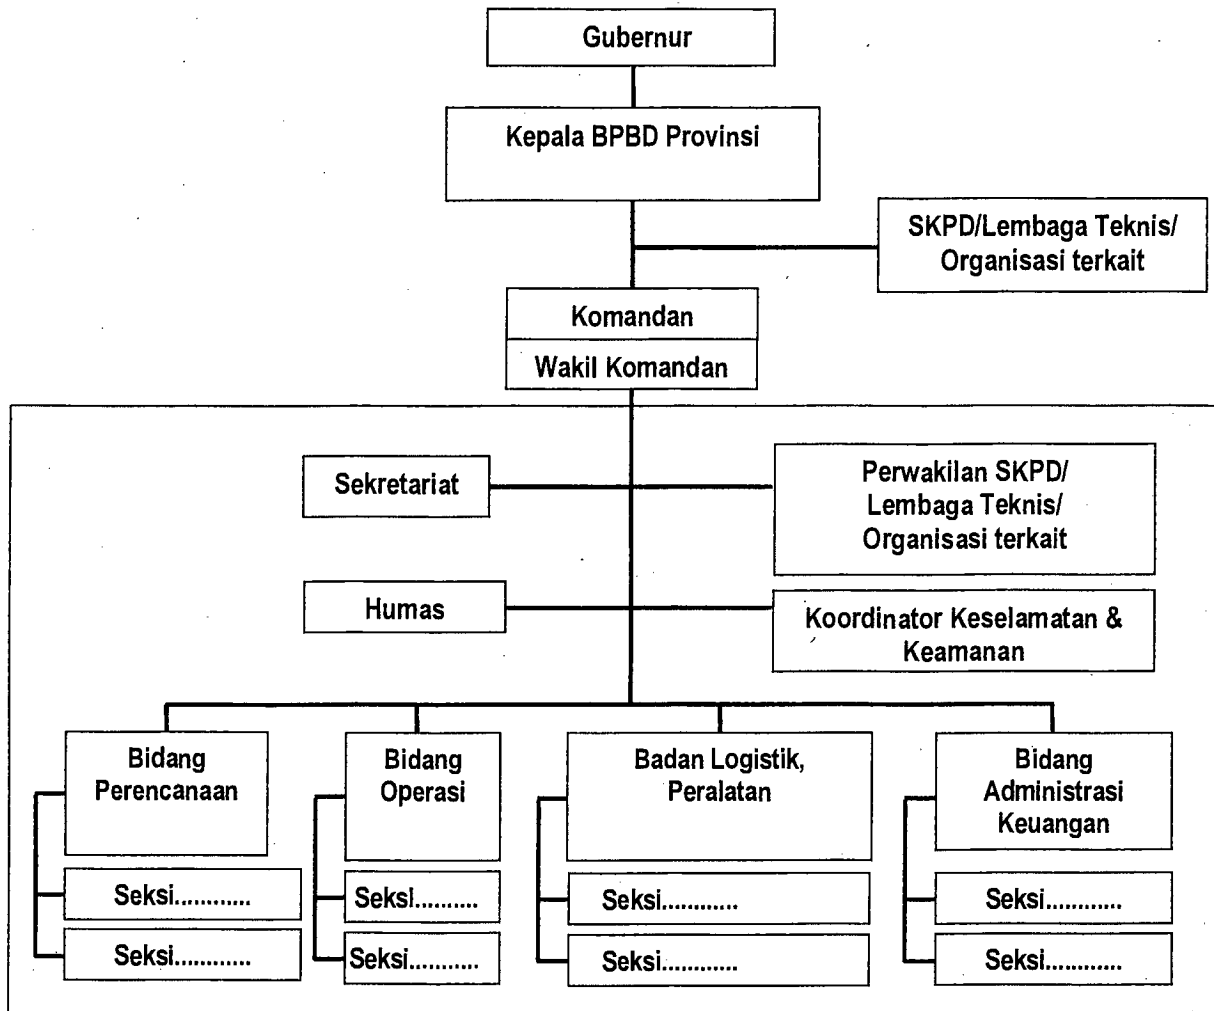 Gubernur
Kepala BPBD Provinsi
SKPD/Lembaga Teknis/
Organisasi terkait
Komandan
Wakil Komandan
Sekretariat
Perwakilan SKPD/
Lembaga Teknis/
Organisasi terkait
Humas
Koordinator Keselamatan &
Keamanan
Bidang
Perencanaan
Bidang
Operasi
Badan Logistik,
Peralatan
Bidang
Administrasi
Keuangan
Seksi............
Seksi..........
Seksi............
Seksi............
Seksi............
Seksi...........
Seksi............
Seksi............